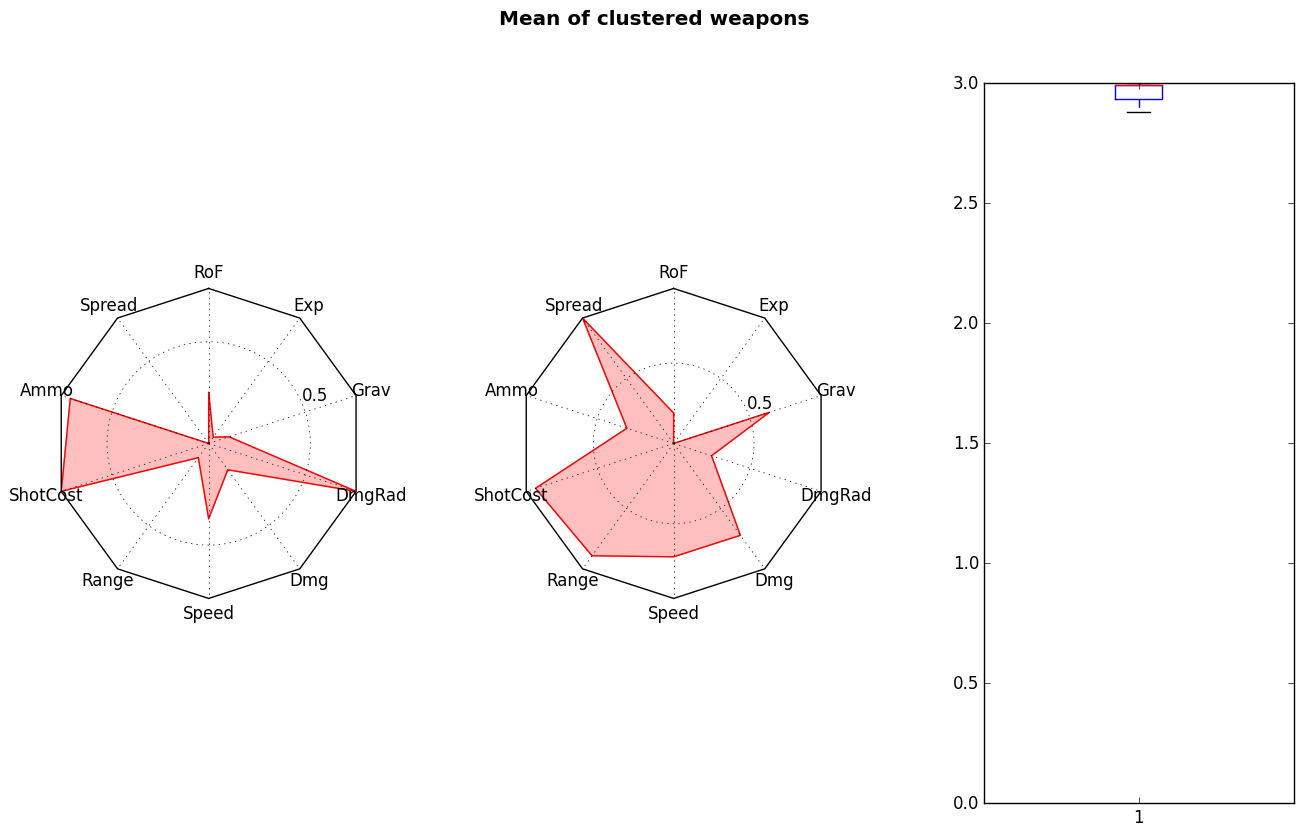 Mean of clustered weapons
RoF
Exp
Spread
0.5
Grav
Ammo
DmgRad
ShotCost
Dmg
Range
Speed
RoF
Exp
Spread
0.5
Grav
Ammo
DmgRad
ShotCost
Dmg
Range
Speed
3.0
2.5
2.0
1.5
1.0
0.5
0.0
1